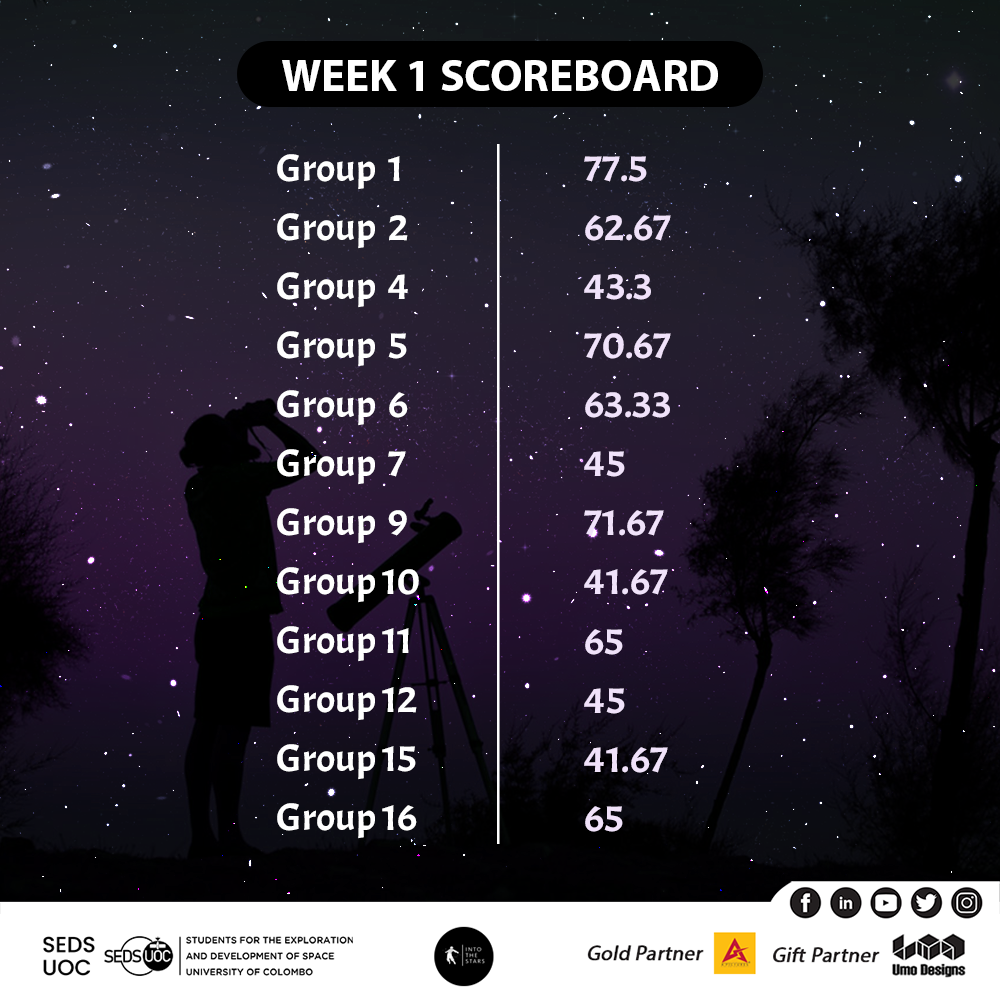 WEEK 1 SCOREBOARD
Group 1 77.5
Group 2 62.67
Group 4 43.3
Group 5 70.67
Group 6 63.33
Group 7 45
Group 9 71.67
Group 10 41.67
Group 11 65
Group 12 45
Group 15 41.67
Group 16 65
SEDS
UOC
SEDS UOC
STUDENTS FOR THE EXPLORATION
AND DEVELOPMENT OF SPACE
UNIVERSITY OF COLOMBO
INTO
THE
STARS
Gold Partner
Gift Partner
Umo Designs